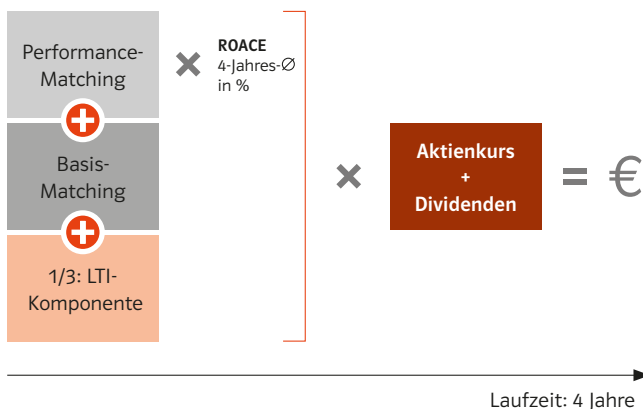 Performance-
Matching
×
ROACE
4-Jahres-Ø
in %
+
Basis-
Matching
+
1/3: LTI-
Komponente
×
Aktienkurs
+
Dividenden
= €
Laufzeit: 4 Jahre